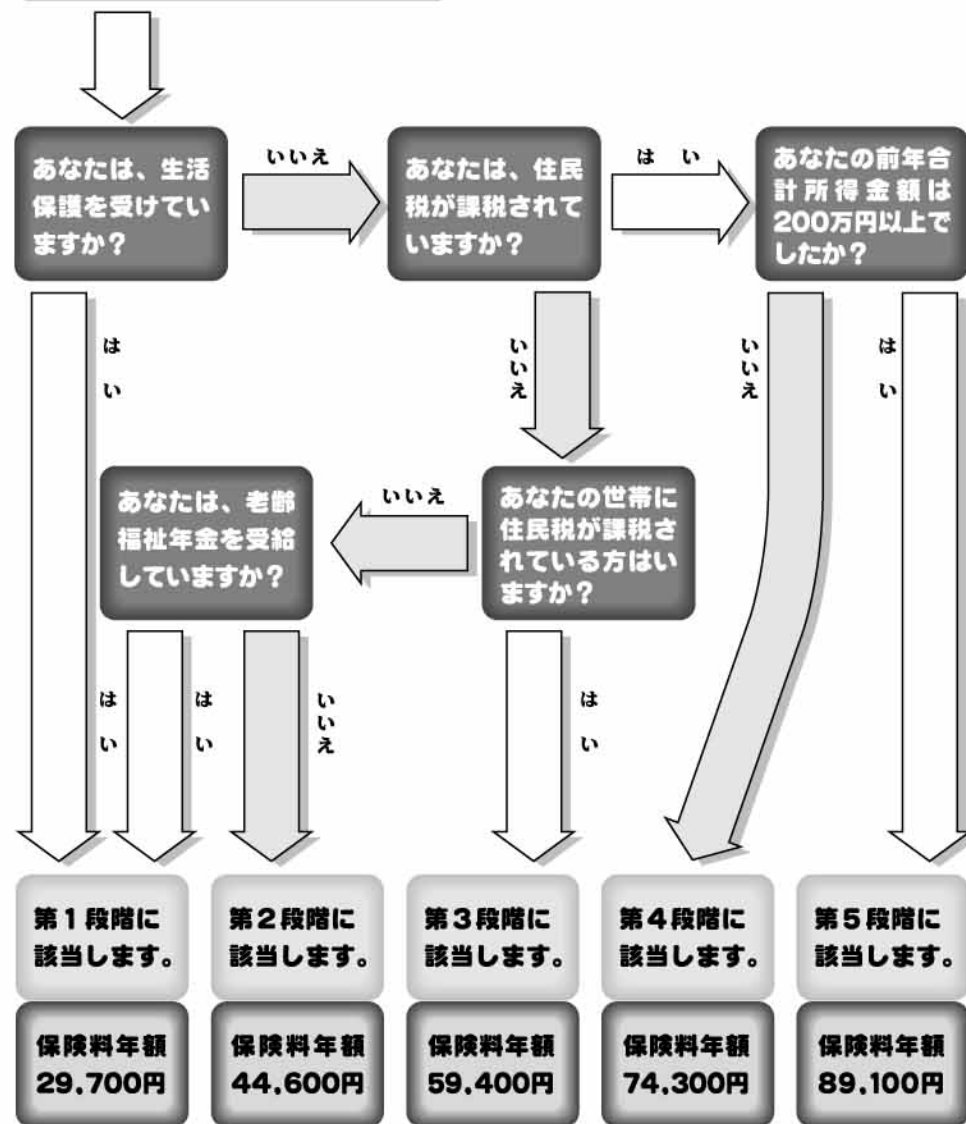 あなたは、生活
保護を受けてい
ますか？
いいえ
あなたは、住民
税が課税されて
いますか？
はい
あなたの前年合
計所得金額は
200万円以上で
したか？
はい
いいえ
いいえ
はい
あなたは、老齢
福祉年金を受給
していますか？
いいえ
あなたの世帯に
住民税が課税さ
れている方はい
ますか？
はい
はい
いいえ
はい
第1段階に
該当します。
保険料年額
29,700円
第2段階に
該当します。
保険料年額
44,600円
第3段階に
該当します。
保険料年額
59,400円
第4段階に
該当します。
保険料年額
74,300円
第5段階に
該当します。
保険料年額
89,100円